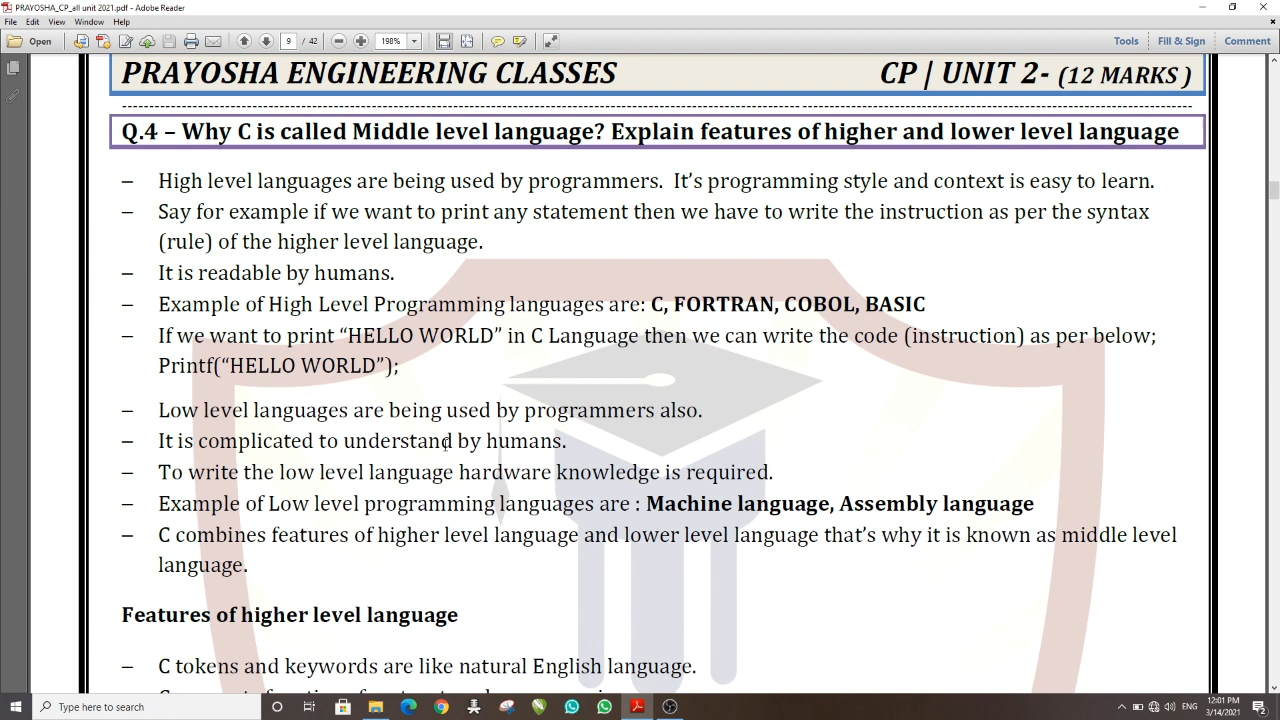 PRAYOSHA_CP_all unit 2021.pdf - Adobe Reader
File Edit View Window Help
Open 9 / 42 198% Tools Fill & Sign Comment
PRAYOSHA ENGINEERING CLASSES CP | UNIT 2- (12 MARKS )
Q.4 – Why C is called Middle level language? Explain features of higher and lower level language
– High level languages are being used by programmers. It's programming style and context is easy to learn.
– Say for example if we want to print any statement then we have to write the instruction as per the syntax
(rule) of the higher level language.
– It is readable by humans.
– Example of High Level Programming languages are: C, FORTRAN, COBOL, BASIC
– If we want to print “HELLO WORLD” in C Language then we can write the code (instruction) as per below;
Printf(“HELLO WORLD”);
– Low level languages are being used by programmers also.
– It is complicated to understand by humans.
– To write the low level language hardware knowledge is required.
– Example of Low level programming languages are : Machine language, Assembly language
– C combines features of higher level language and lower level language that's why it is known as middle level
language.
Features of higher level language
– C tokens and keywords are like natural English language.
Type here to search
ENG
12:01 PM
3/14/2021
2